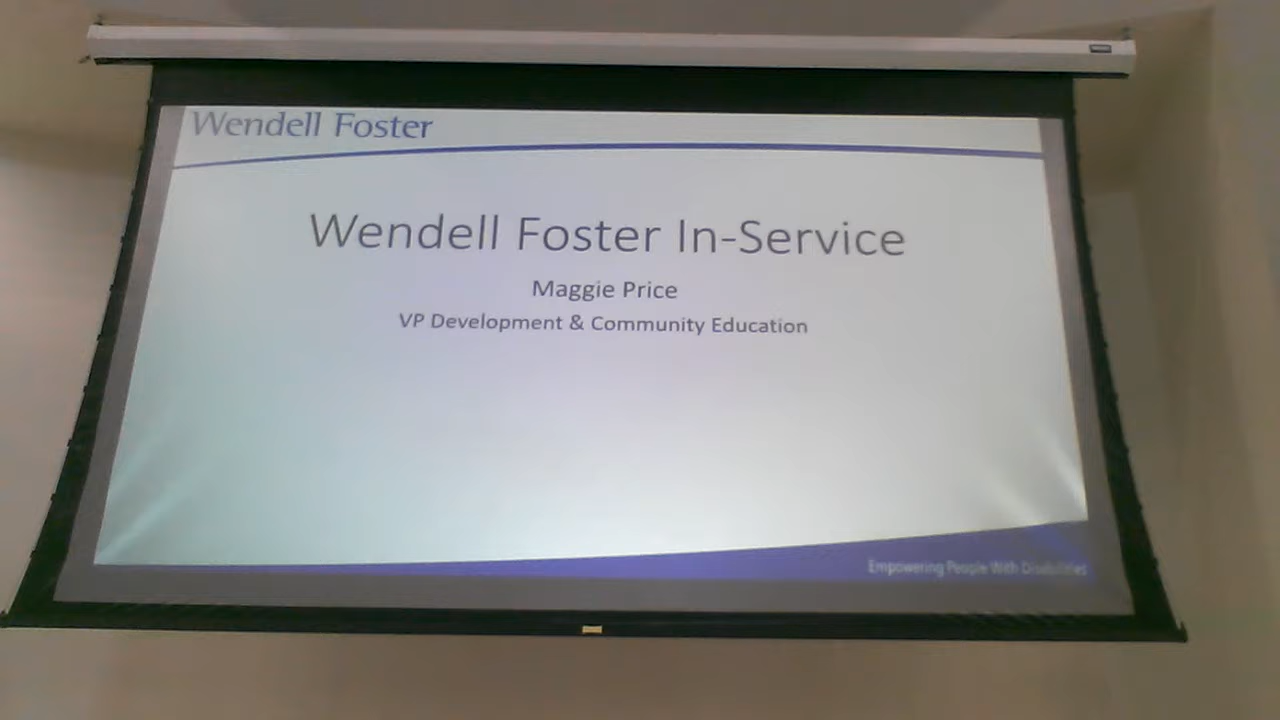 Wendell Foster
Wendell Foster In-Service
Maggie Price
VP Development & Community Education
Empowering People With Disabilities